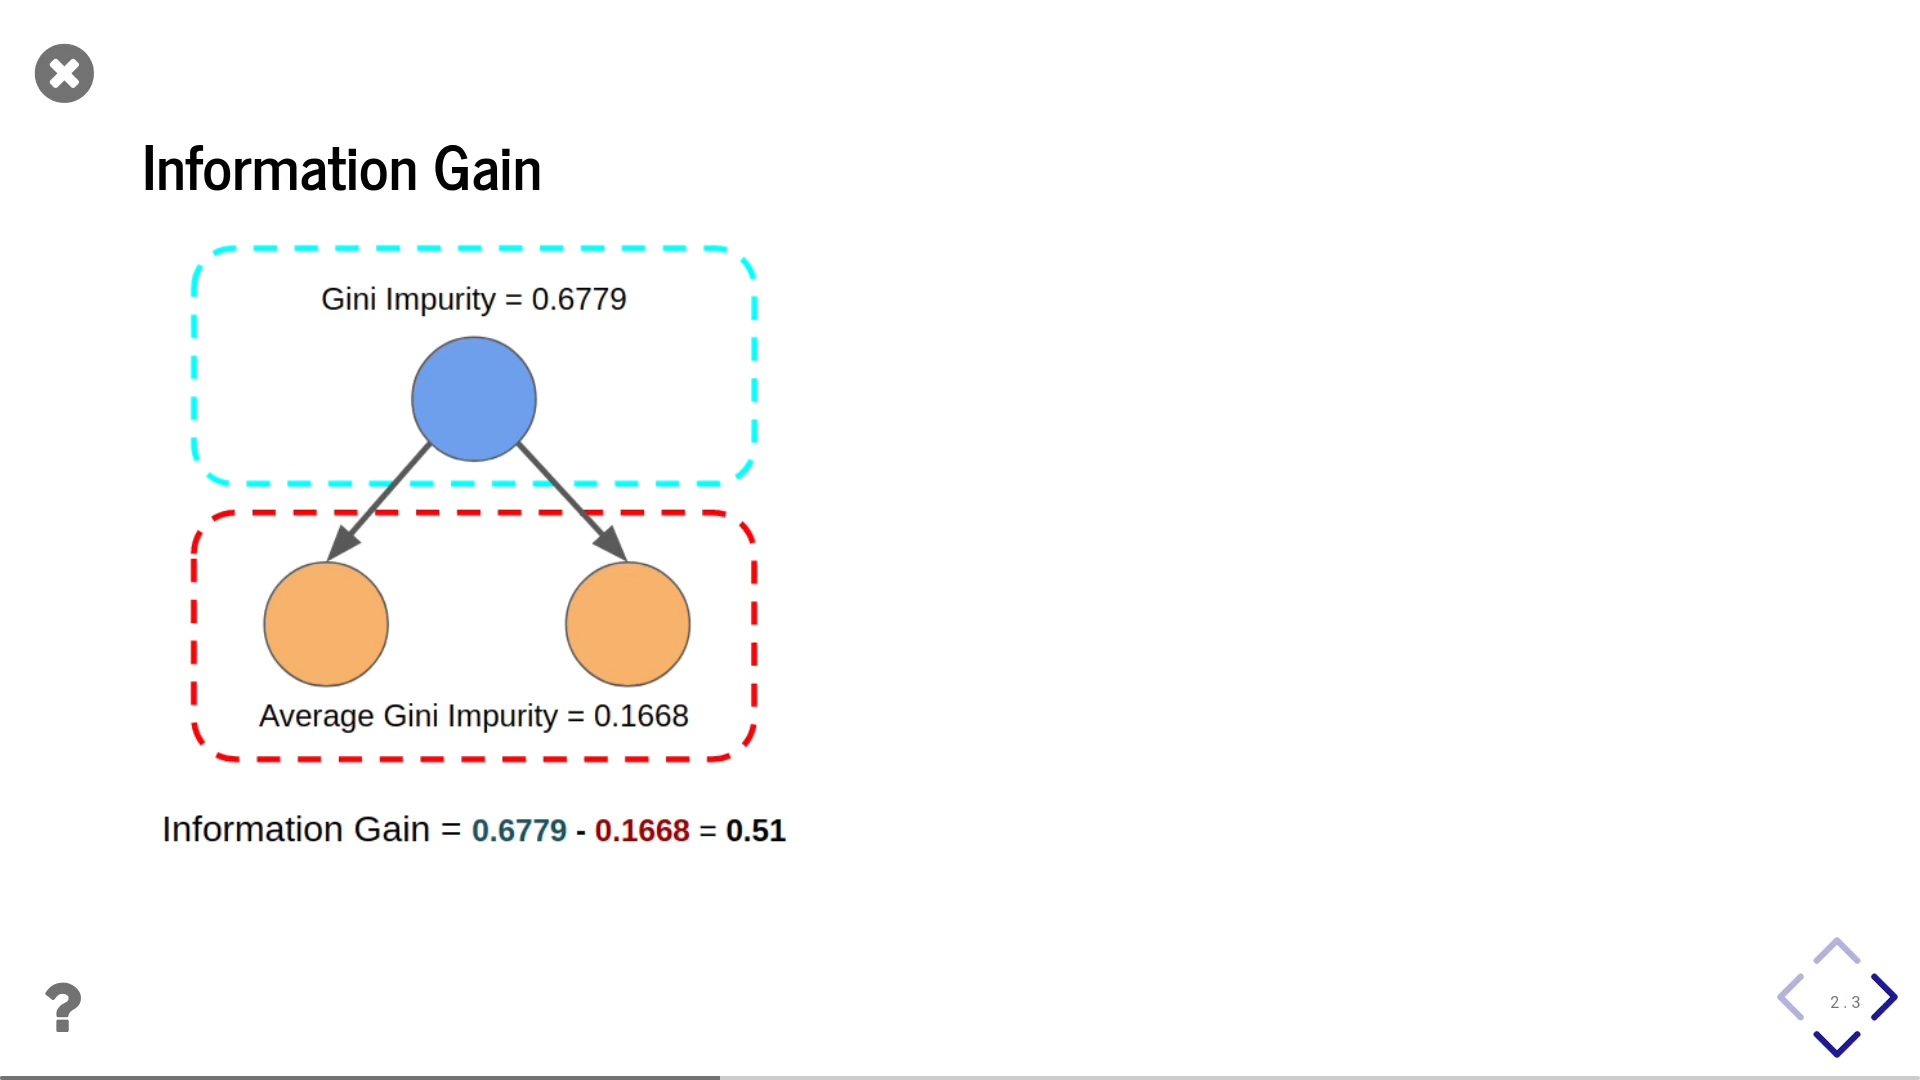 Information Gain
Gini Impurity = 0.6779
Average Gini Impurity = 0.1668
Information Gain = 0.6779 - 0.1668 = 0.51
?
2.3